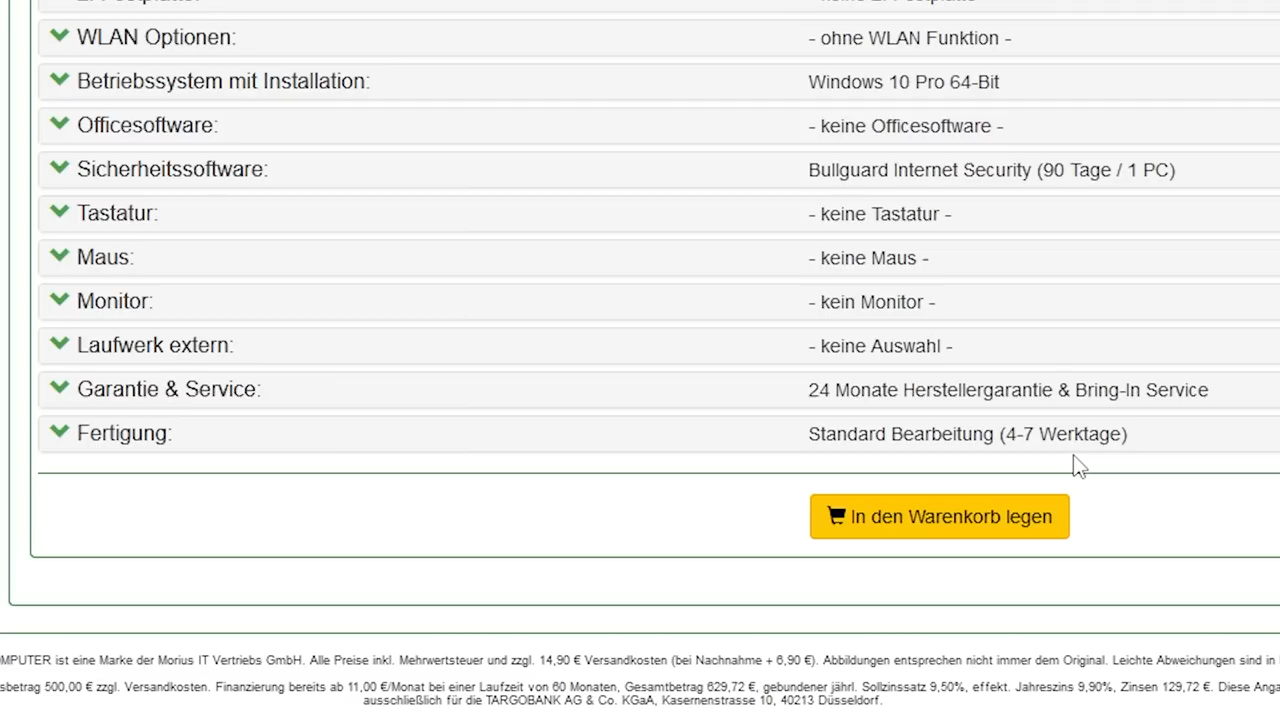 WLAN Optionen: - ohne WLAN Funktion -
Betriebssystem mit Installation: Windows 10 Pro 64-Bit
Officesoftware: - keine Officesoftware -
Sicherheitssoftware: Bullguard Internet Security (90 Tage / 1 PC)
Tastatur: - keine Tastatur -
Maus: - keine Maus -
Monitor: - kein Monitor -
Laufwerk extern: - keine Auswahl -
Garantie & Service: 24 Monate Herstellergarantie & Bring-In Service
Fertigung: Standard Bearbeitung (4-7 Werktage)
In den Warenkorb legen
MPUTER ist eine Marke der Morius IT Vertriebs GmbH. Alle Preise inkl. Mehrwertsteuer und zzgl. 14,90 € Versandkosten (bei Nachnahme + 6,90 €). Abbildungen entsprechen nicht immer dem Original. Leichte Abweichungen sind in
sbetrag 500,00 € zzgl. Versandkosten. Finanzierung bereits ab 11,00 €/Monat bei einer Laufzeit von 60 Monaten, Gesamtbetrag 629,72 €, gebundener jährl. Sollzinssatz 9,50%, effekt. Jahreszins 9,90%, Zinsen 129,72 €. Diese Anga
ausschließlich für die TARGOBANK AG & Co. KGaA, Kasernenstrasse 10, 40213 Düsseldorf.